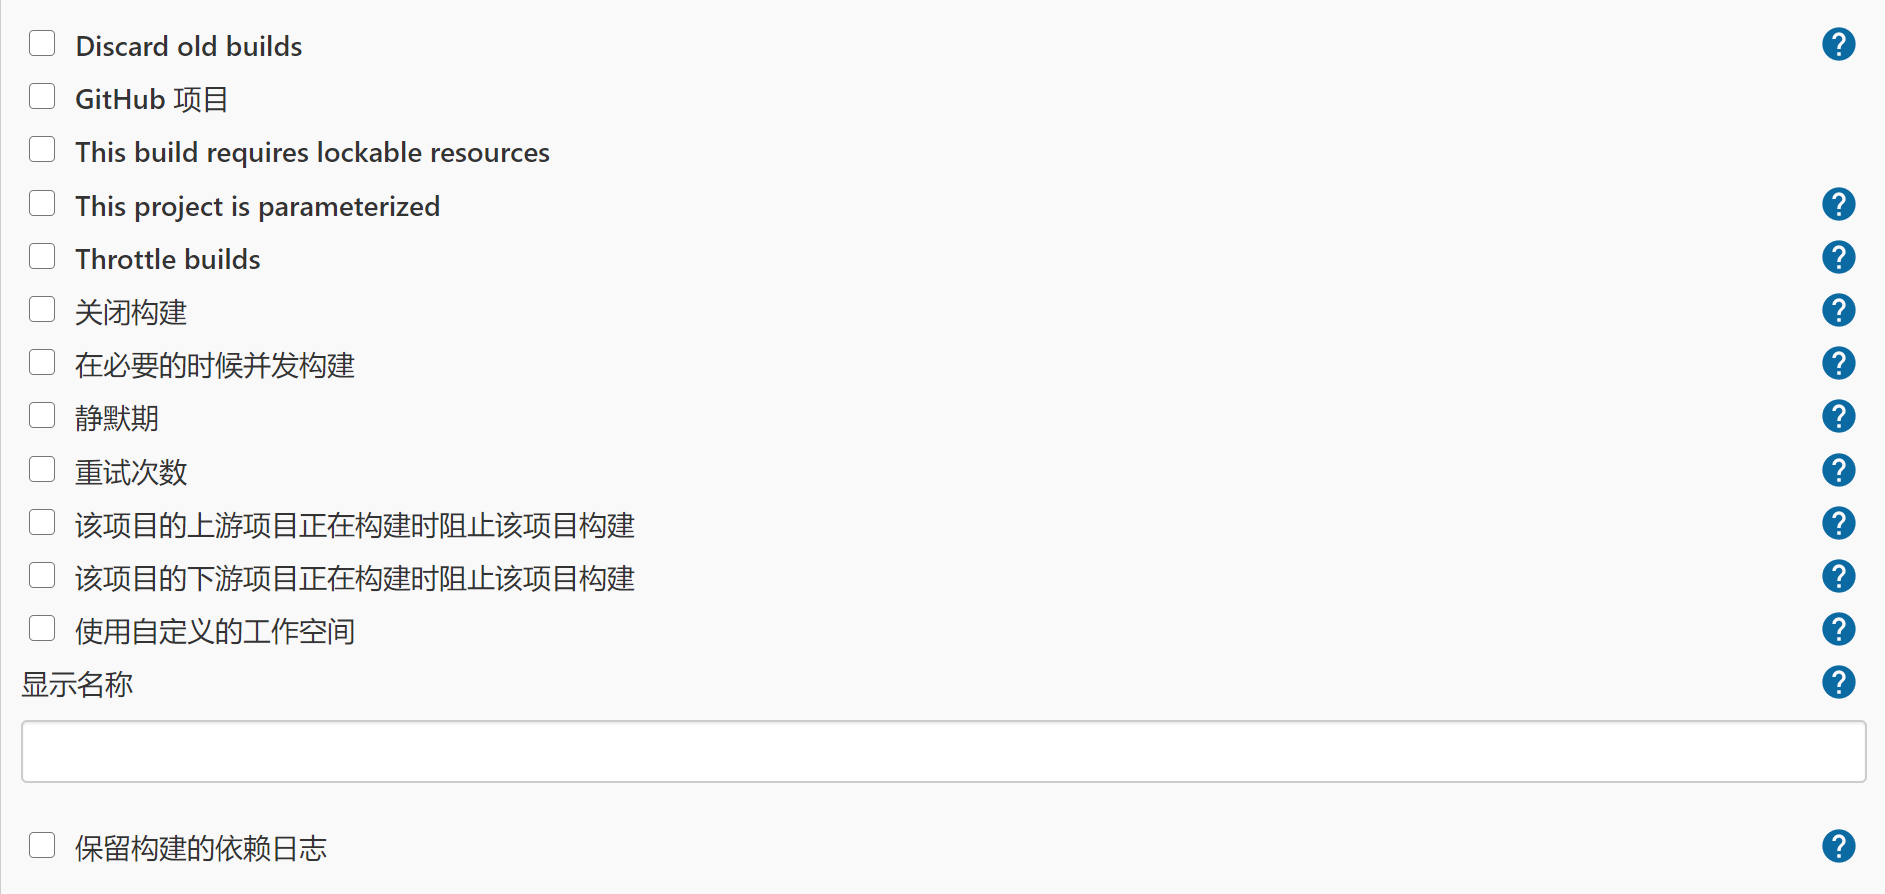 Discard old builds
GitHub 项目
This build requires lockable resources
This project is parameterized
Throttle builds
关闭构建
在必要的时候并发构建
静默期
重试次数
该项目的上游项目正在构建时阻止该项目构建
该项目的下游项目正在构建时阻止该项目构建
使用自定义的工作空间
显示名称
保留构建的依赖日志